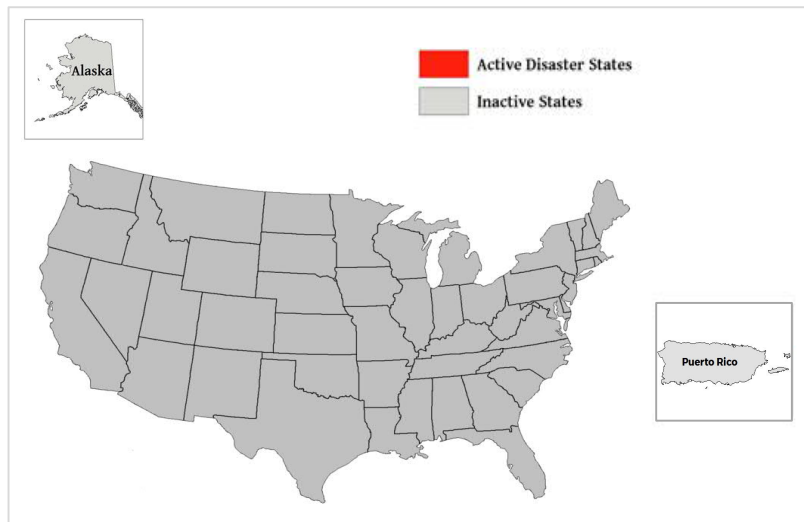 Alaska
Active Disaster States
Inactive States
Puerto Rico